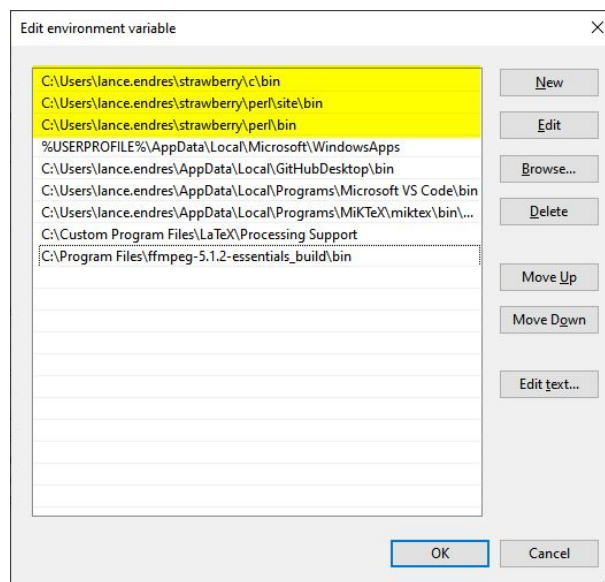 Edit environment variable
C:\Users\lance.endres\strawberry\c\bin
C:\Users\lance.endres\strawberry\perl\site\bin
C:\Users\lance.endres\strawberry\perl\bin
%USERPROFILE%\AppData\Local\Microsoft\WindowsApps
C:\Users\lance.endres\AppData\Local\GitHubDesktop\bin
C:\Users\lance.endres\AppData\Local\Programs\Microsoft VS Code\bin
C:\Users\lance.endres\AppData\Local\Programs\MiKTeX\miktex\bin\...
C:\Custom Program Files\LaTeX\Processing Support
C:\Program Files\ffmpeg-5.1.2-essentials_build\bin
New
Edit
Browse...
Delete
Move Up
Move Down
Edit text...
OK
Cancel